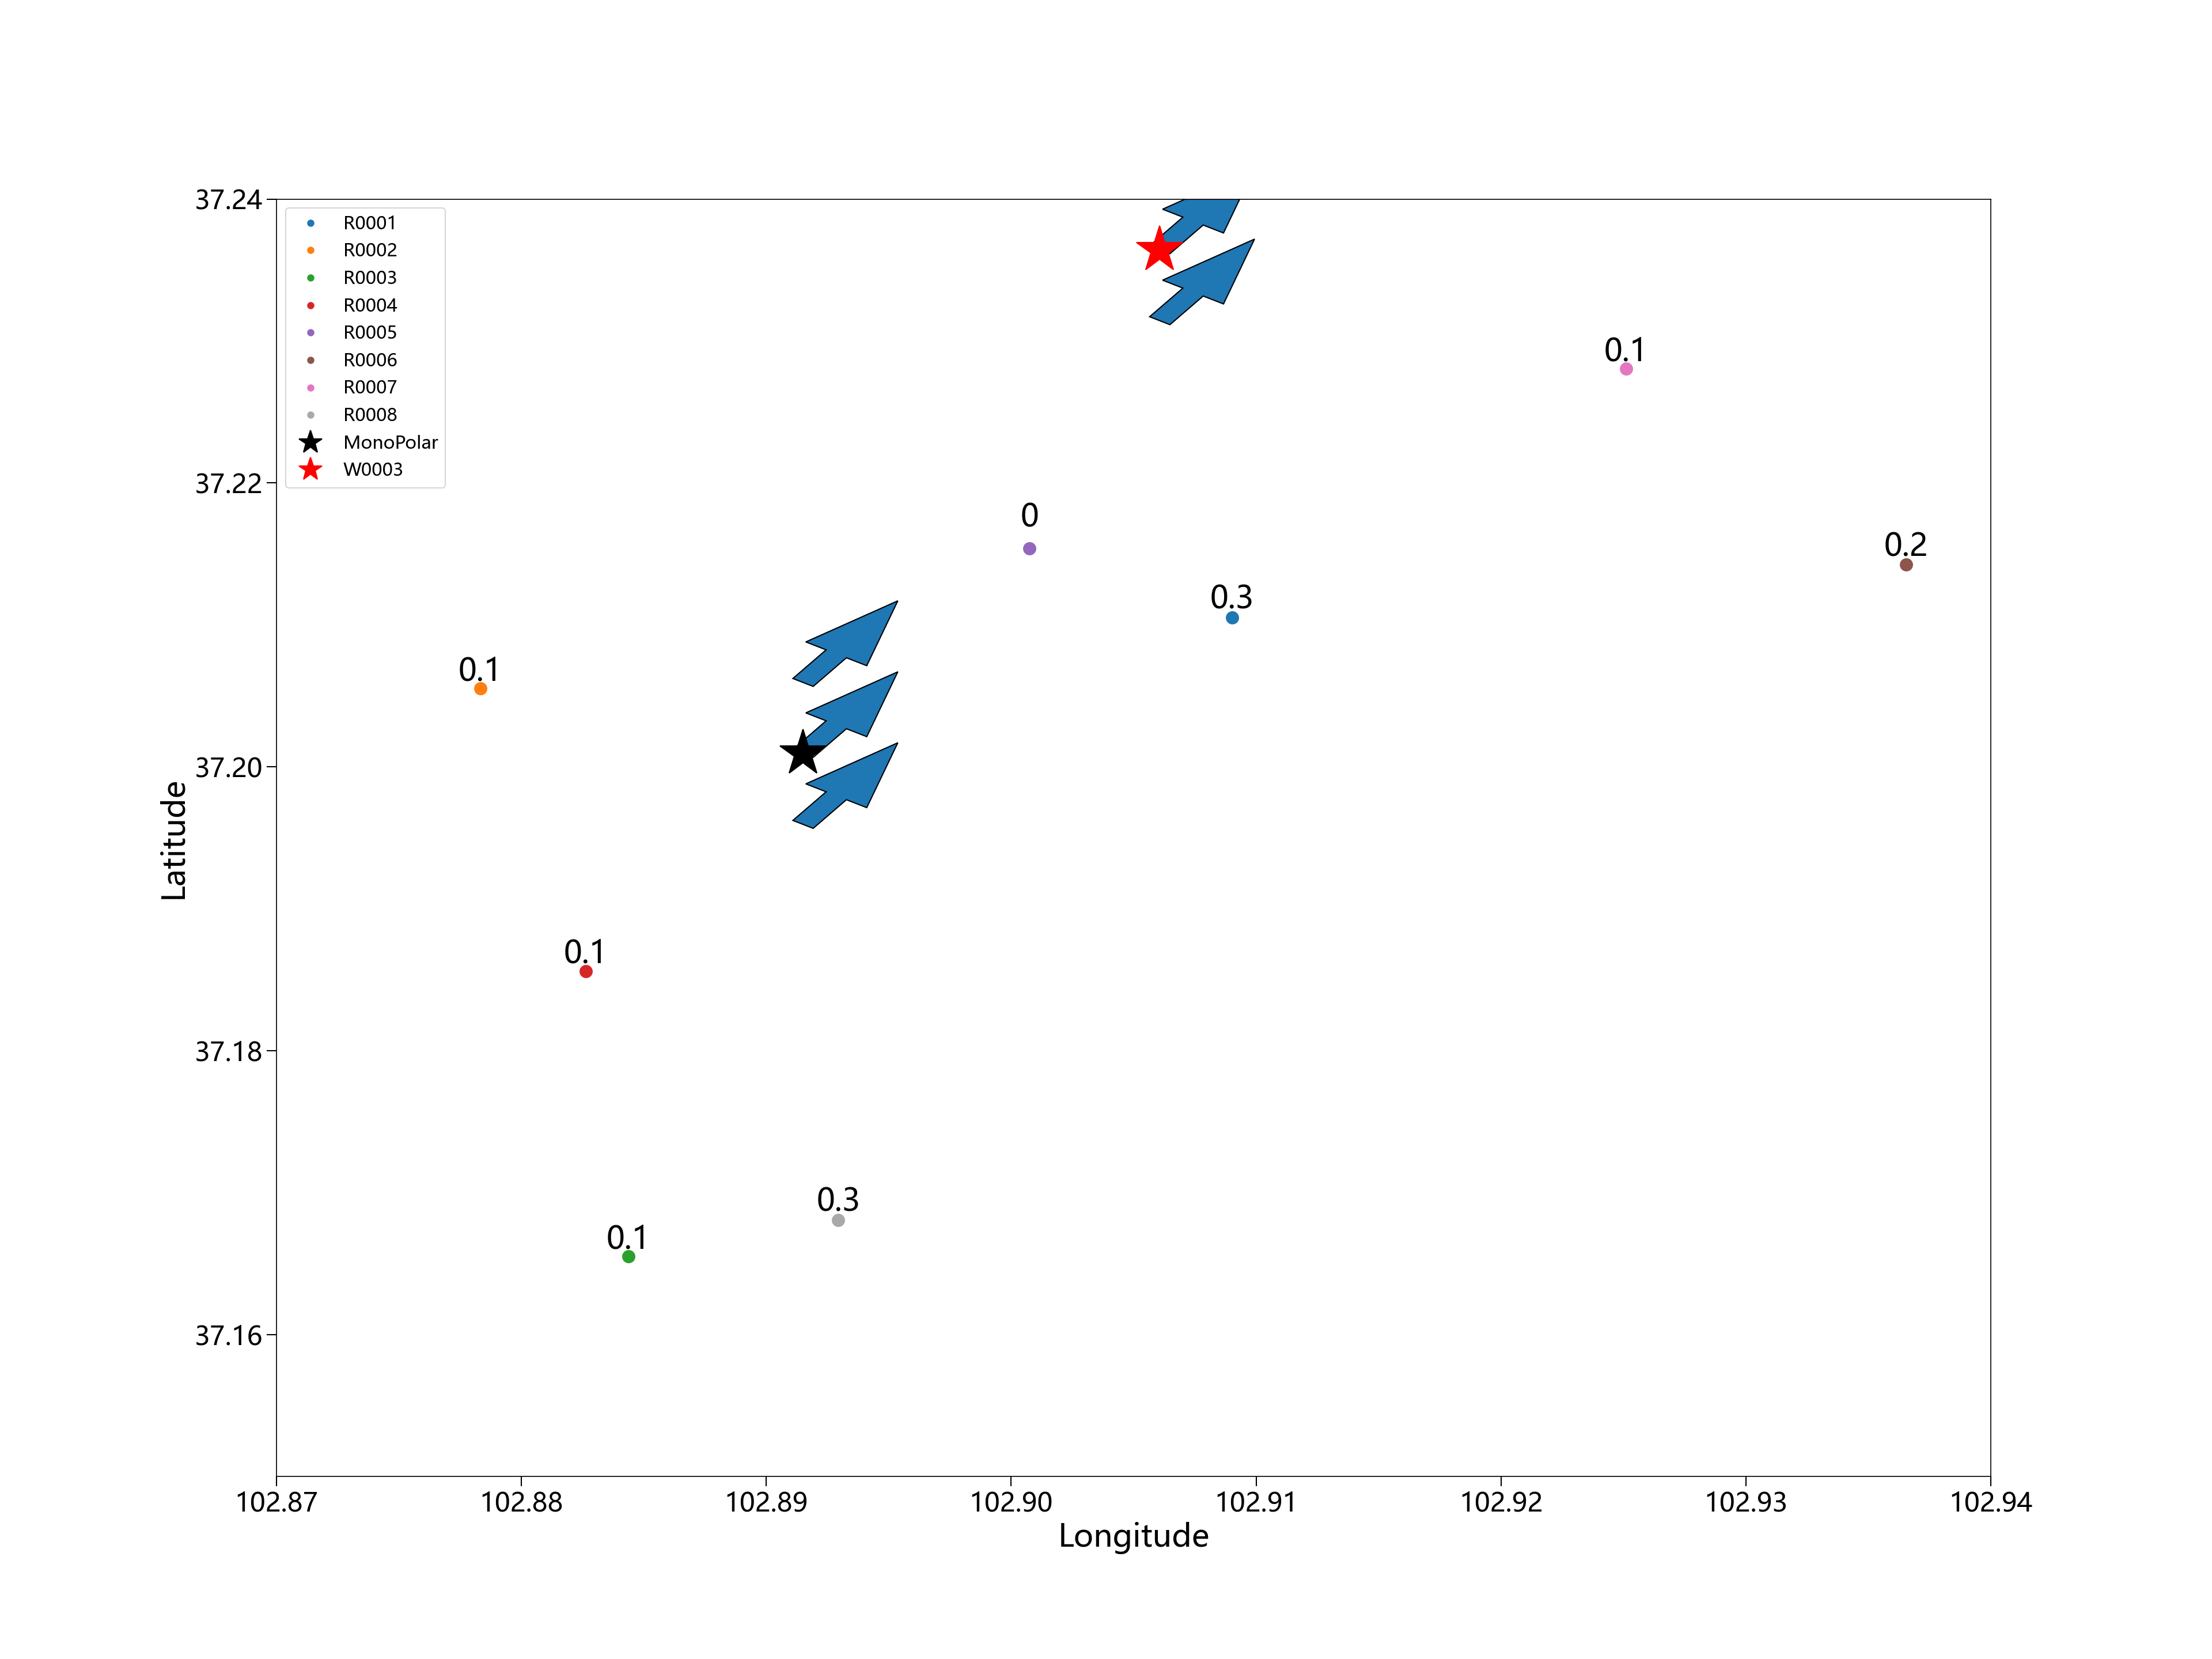 37.24
R0001
R0002
R0003
R0004
R0005
R0006
R0007
R0008
MonoPolar
W0003
0.1
37.22
0
0.2
0.3
0.1
37.20
Latitude
0.1
37.18
0.3
0.1
37.16
102.87 102.88 102.89 102.90 102.91 102.92 102.93 102.94
Longitude